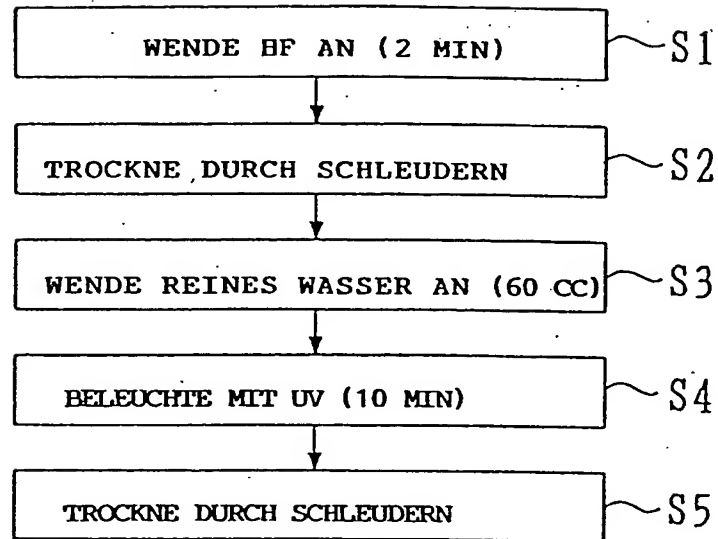 WENDE HF AN (2 MIN) S1
TROCKNE DURCH SCHLEUDERN S2
WENDE REINES WASSER AN (60 CC) S3
BELEUCHTE MIT UV (10 MIN) S4
TROCKNE DURCH SCHLEUDERN S5